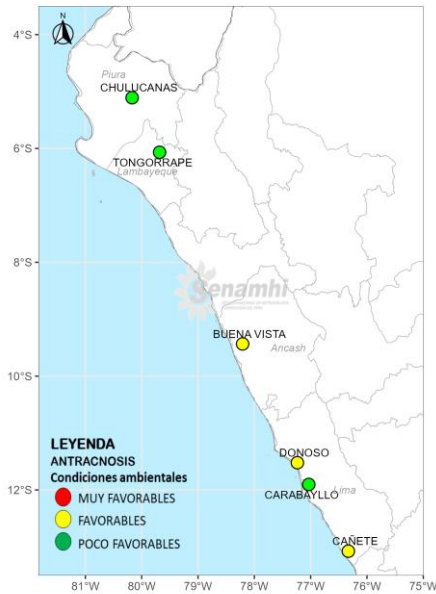 N
4°S
Piura
CHULUCANAS
6°S
TONGORRAPE
Lambayeque
8°S
Senamhi
BUENA VISTA
Ancash
10°S
LEYENDA
ANTRACNOSIS
Condiciones ambientales
MUY FAVORABLES
FAVORABLES
POCO FAVORABLES
DONOSO
12°S
CARABAYLLO
Lima
CAÑETE
81°W
79°W
78°W
77°W
76°W
75°W